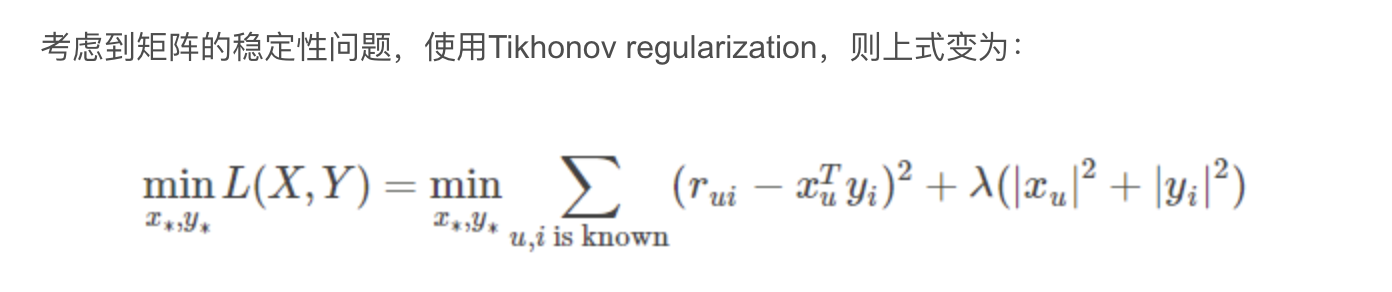 考虑到矩阵的稳定性问题，使用Tikhonov regularization，则上式变为：
min L(X, Y) = min ∑ (r_{ui} − x_u^T y_i)^2 + λ(|x_u|^2 + |y_i|^2)
x_*,y_* x_*,y_* u,i is known